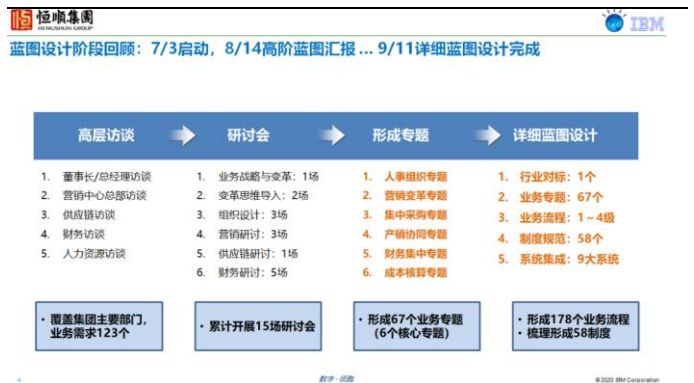 恒顺集團
HENGSHUN GROUP
IBM
蓝图设计阶段回顾：7/3启动，8/14高阶蓝图汇报 ... 9/11详细蓝图设计完成
高层访谈
研讨会
形成专题
详细蓝图设计
1. 董事长/总经理访谈
2. 营销中心总部访谈
3. 供应链访谈
4. 财务访谈
5. 人力资源访谈
1. 业务战略与变革：1场
2. 变革思维导入：2场
3. 组织设计：3场
4. 营销研讨：3场
5. 供应链研讨：1场
6. 财务研讨：5场
1. 人事组织专题
2. 营销变革专题
3. 集中采购专题
4. 产销协同专题
5. 财务集中专题
6. 成本核算专题
1. 行业对标：1个
2. 业务专题：67个
3. 业务流程：1～4级
4. 制度规范：58个
5. 系统集成：9大系统
· 覆盖集团主要部门，
业务需求123个
· 累计开展15场研讨会
· 形成67个业务专题
（6个核心专题）
· 形成178个业务流程
· 梳理形成58制度
4
数字·领跑
©2020 IBM Corporation